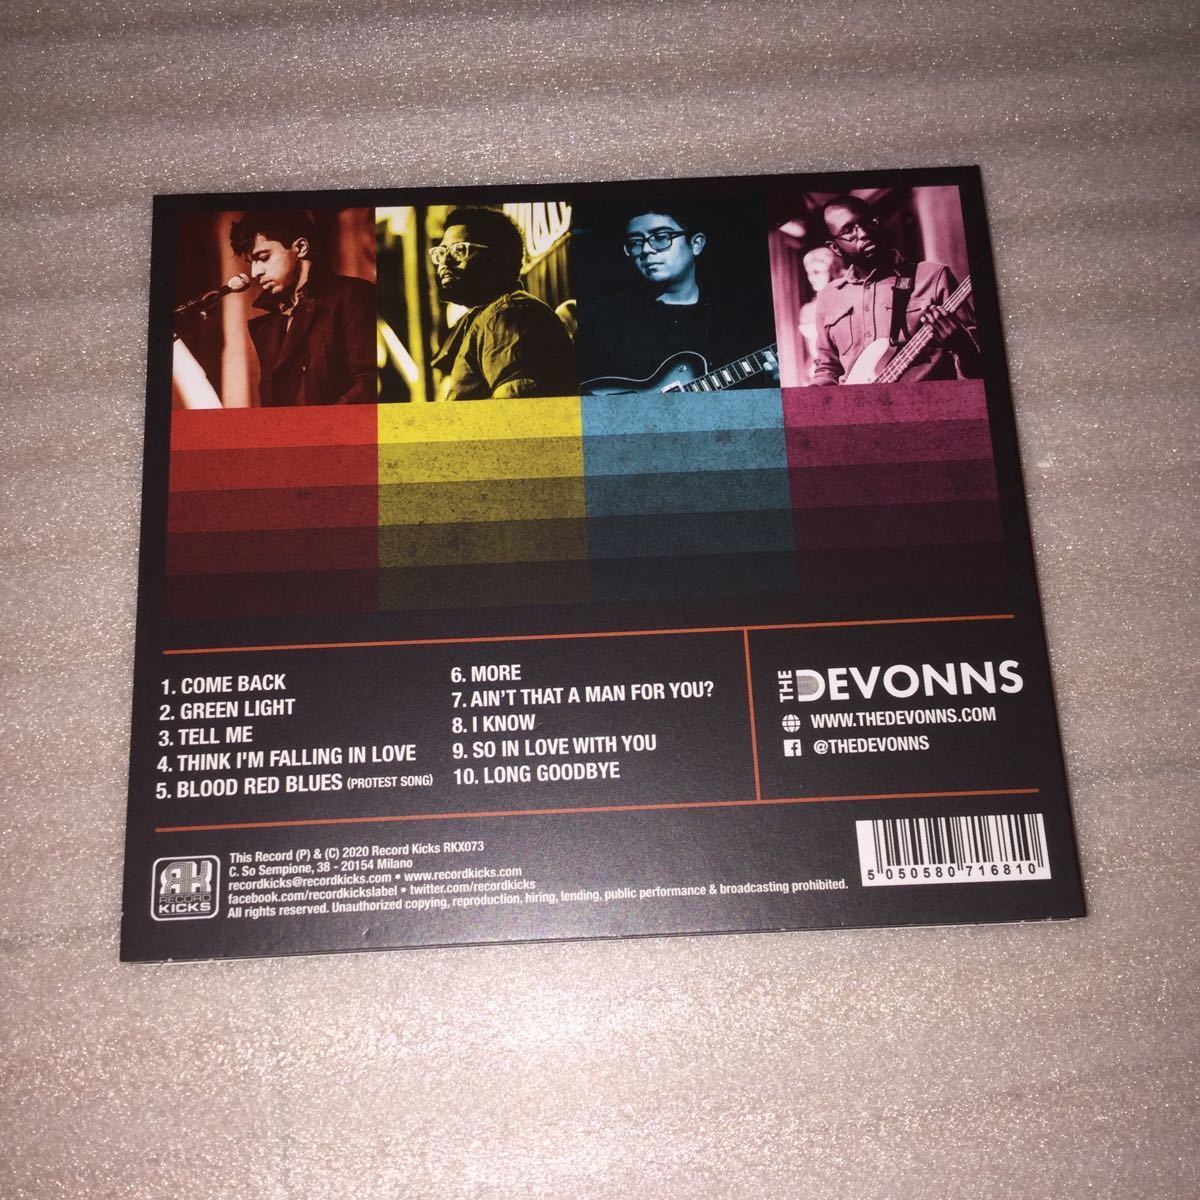 1. COME BACK
2. GREEN LIGHT
3. TELL ME
4. THINK I'M FALLING IN LOVE
5. BLOOD RED BLUES (PROTEST SONG)
6. MORE
7. AIN'T THAT A MAN FOR YOU?
8. I KNOW
9. SO IN LOVE WITH YOU
10. LONG GOODBYE
THE DEVONNS
WWW.THEDEVONNS.COM
@THEDEVONNS
RECORD
KICKS
This Record (P) & (C) 2020 Record Kicks RKX073
C. So Sempione, 38 - 20154 Milano
recordkicks@recordkicks.com • www.recordkicks.com
facebook.com/recordkickslabel • twitter.com/recordkicks
All rights reserved. Unauthorized copying, reproduction, hiring, lending, public performance & broadcasting prohibited.
5 050580 716810